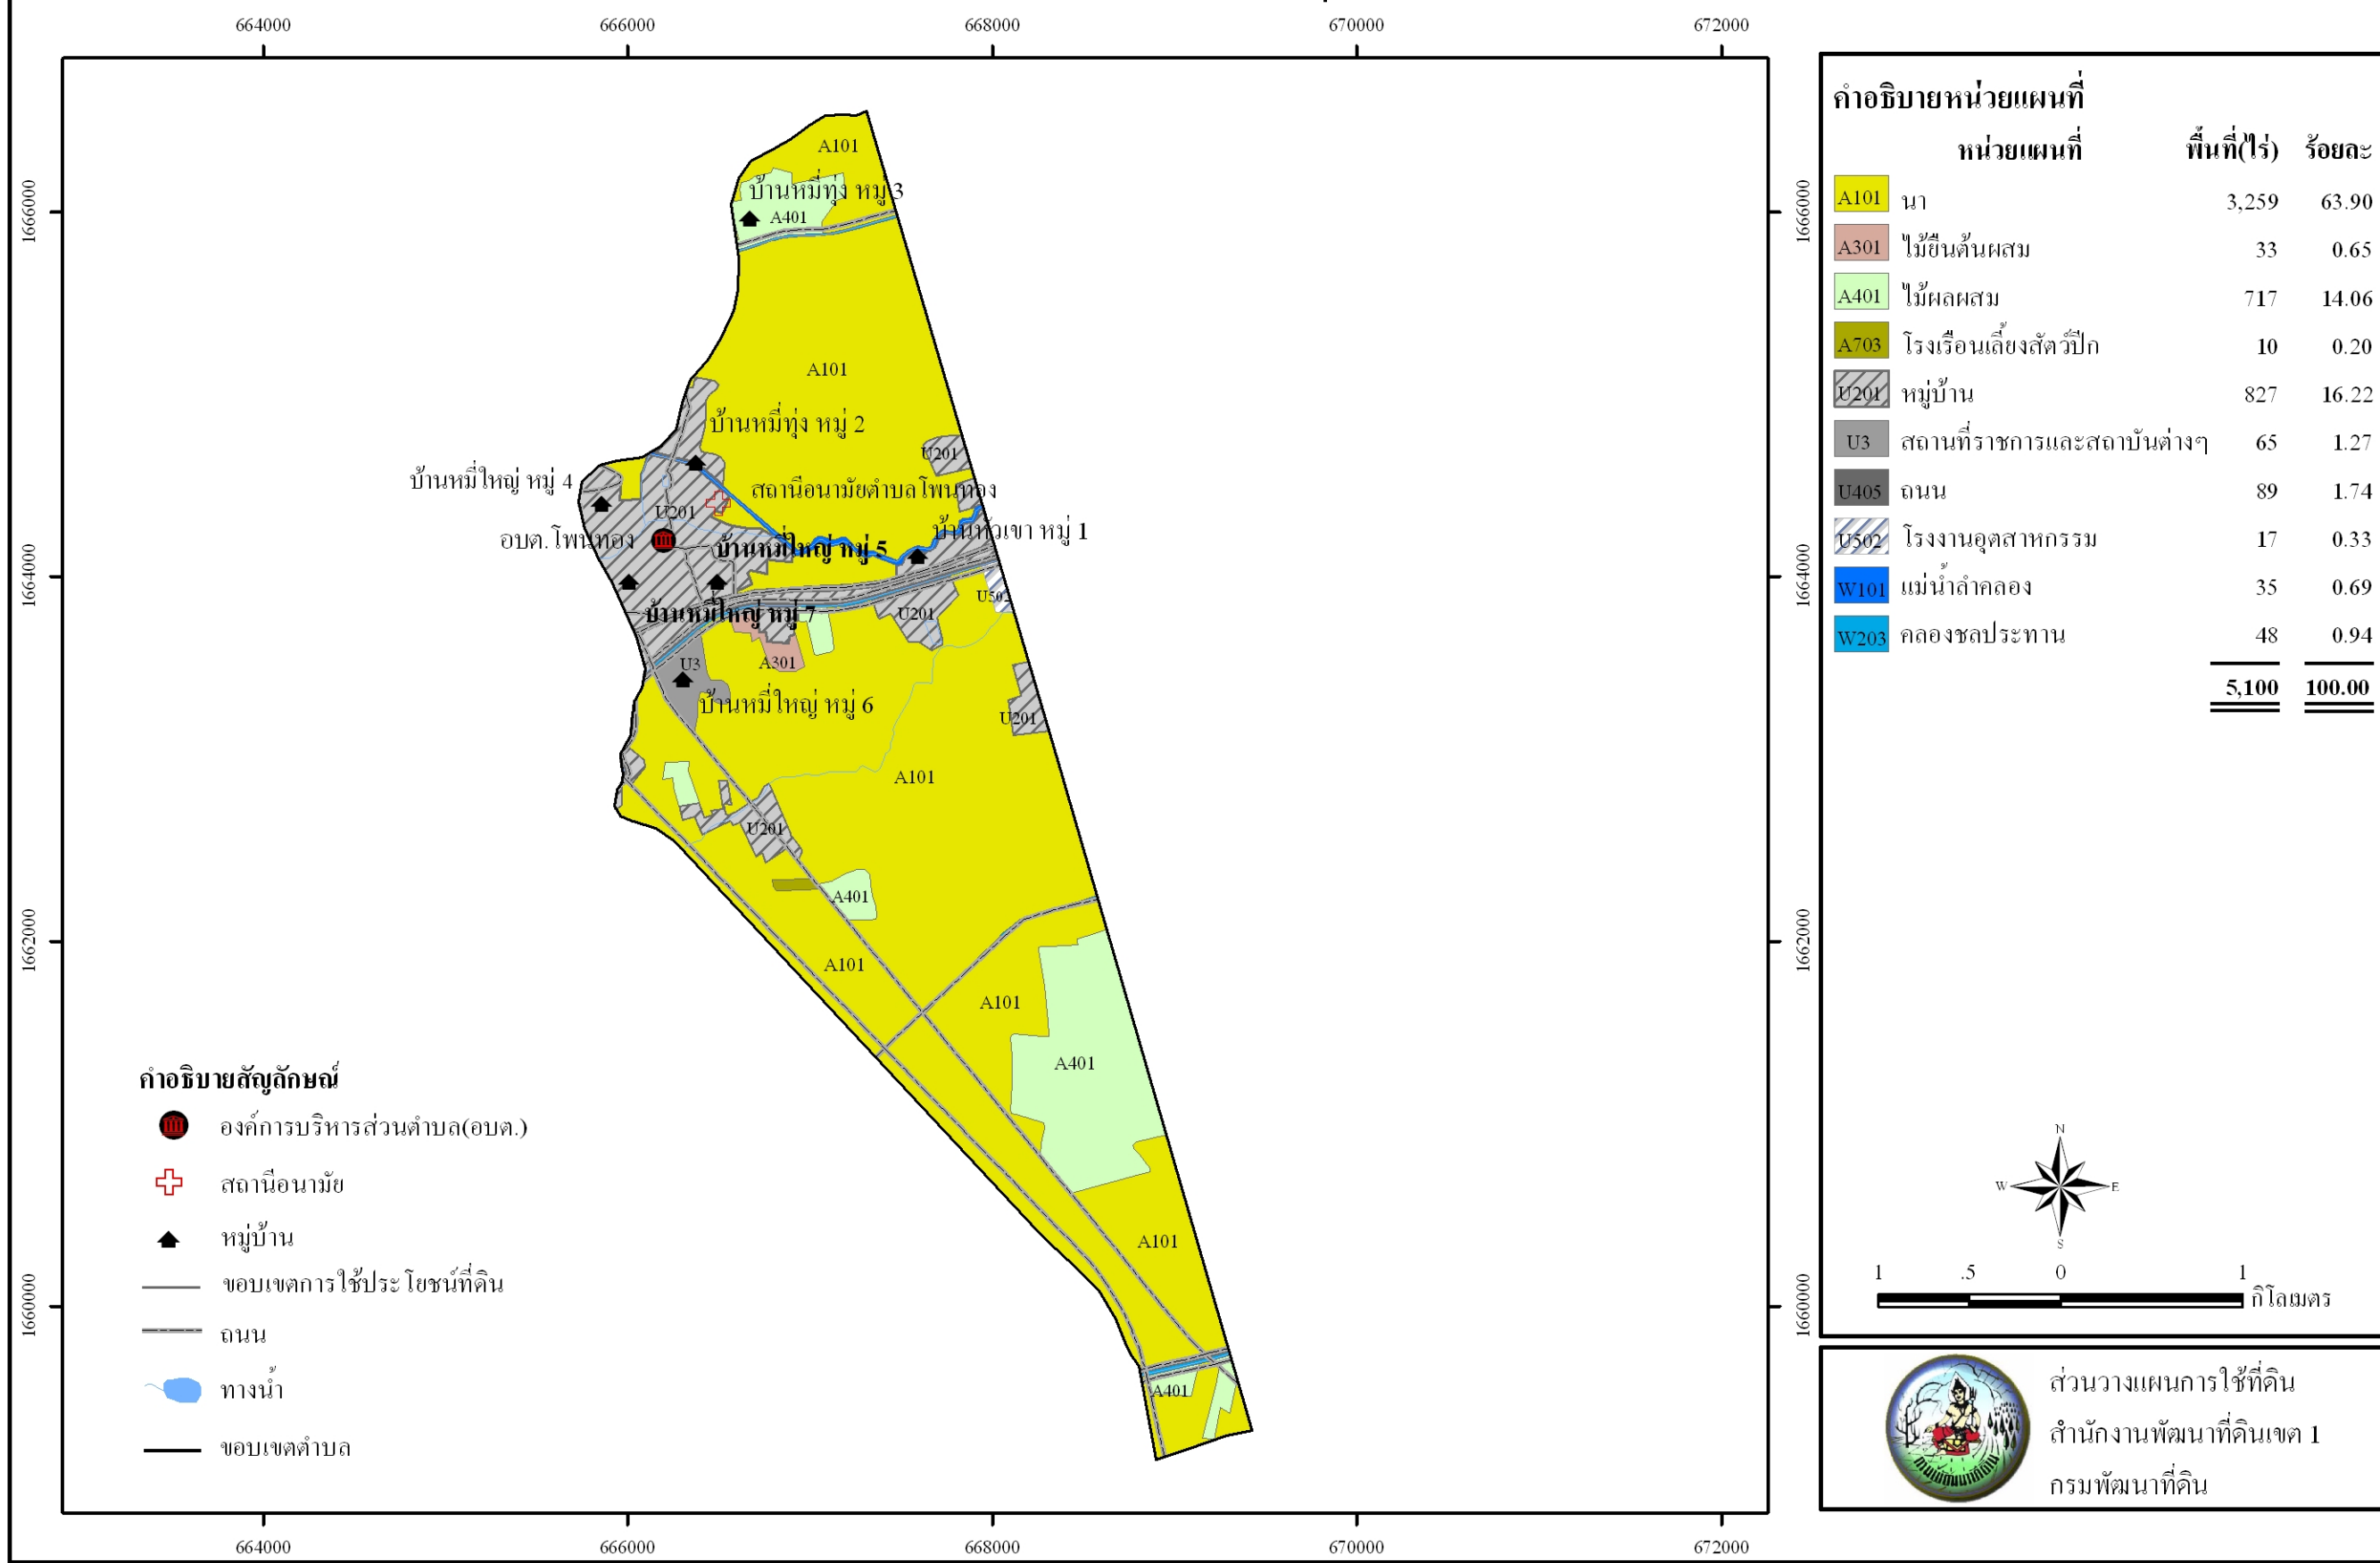 664000 666000 668000 670000 672000
1666000
1664000
1662000
1660000
A101
บ้านหมี่ทุ่ง หมู่ 3
A401
A101
บ้านหมี่ทุ่ง หมู่ 2
U201
บ้านหมี่ใหญ่ หมู่ 4
สถานีอนามัยตำบลโพนทอง
U201
อบต.โพนทอง
บ้านหัวเขา หมู่ 1
บ้านหมี่ใหญ่ หมู่ 5
U502
บ้านหมี่ใหญ่ หมู่ 7
U201
U3
A301
บ้านหมี่ใหญ่ หมู่ 6
U201
A101
U201
A401
A101
A101
A401
A101
A401
คำอธิบายสัญลักษณ์
องค์การบริหารส่วนตำบล(อบต.)
สถานีอนามัย
หมู่บ้าน
ขอบเขตการใช้ประโยชน์ที่ดิน
ถนน
ทางน้ำ
ขอบเขตตำบล
664000 666000 668000 670000 672000
1666000
1664000
1662000
1660000
คำอธิบายหน่วยแผนที่
หน่วยแผนที่ พื้นที่(ไร่) ร้อยละ
A101 นา 3,259 63.90
A301 ไม้ยืนต้นผสม 33 0.65
A401 ไม้ผลผสม 717 14.06
A703 โรงเรือนเลี้ยงสัตว์ปีก 10 0.20
U201 หมู่บ้าน 827 16.22
U3 สถานที่ราชการและสถาบันต่างๆ 65 1.27
U405 ถนน 89 1.74
U502 โรงงานอุตสาหกรรม 17 0.33
W101 แม่น้ำลำคลอง 35 0.69
W203 คลองชลประทาน 48 0.94
5,100 100.00
N
W E
S
1 .5 0 1
กิโลเมตร
กรมพัฒนาที่ดิน
ส่วนวางแผนการใช้ที่ดิน
สำนักงานพัฒนาที่ดินเขต 1
กรมพัฒนาที่ดิน